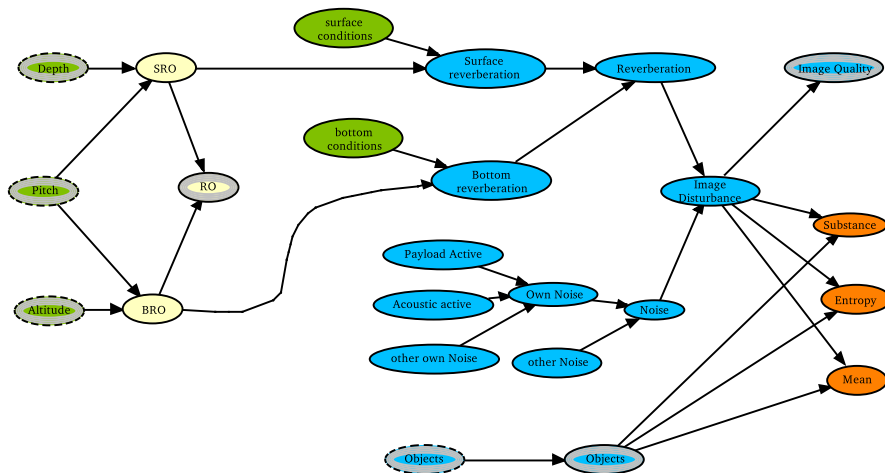 surface
conditions
Depth
SRO
Surface
reverberation
Reverberation
Image Quality
bottom
conditions
Pitch
RO
Bottom
reverberation
Image
Disturbance
Substance
Payload Active
Altitude
BRO
Acoustic active
Own Noise
Noise
Entropy
other own Noise
other Noise
Mean
Objects
Objects